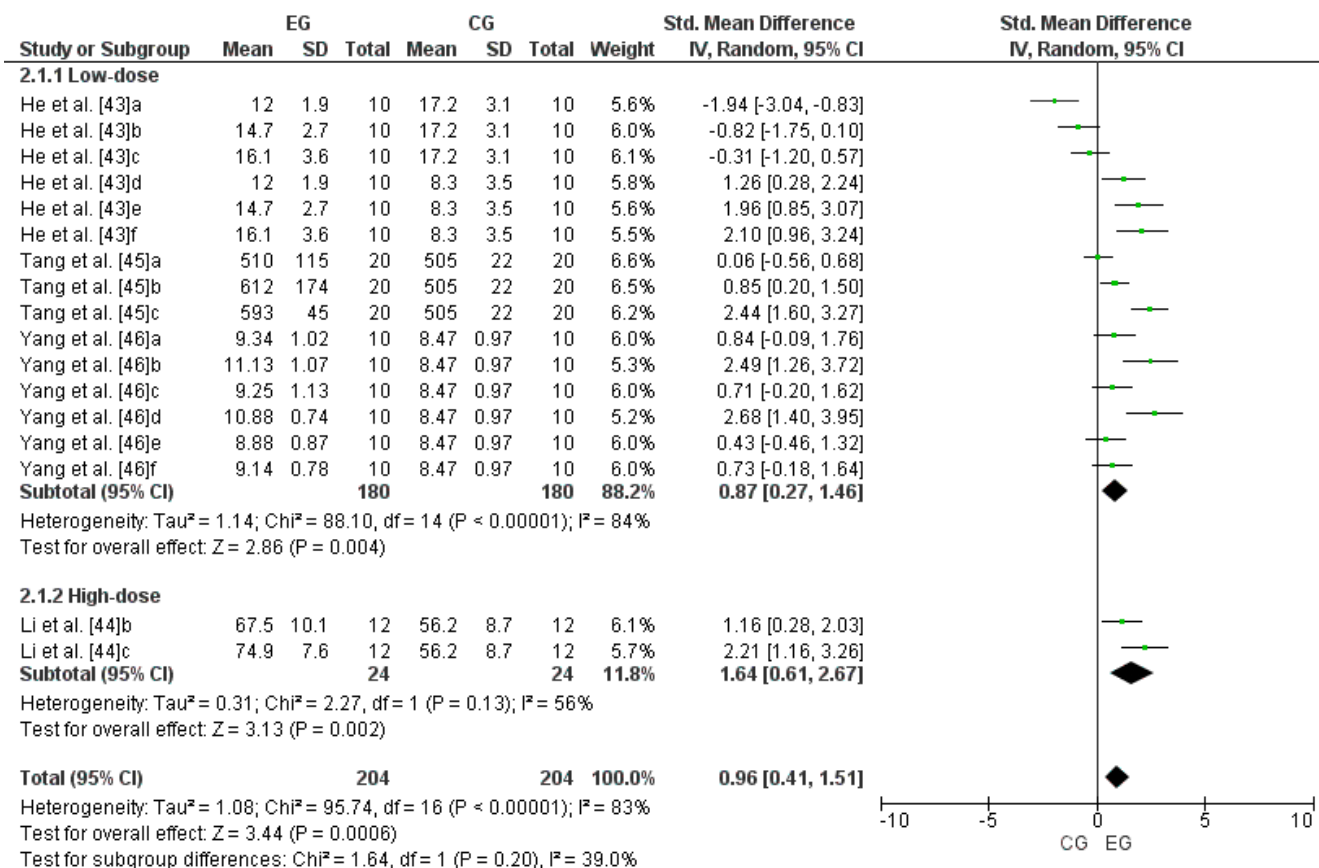 EG CG Std. Mean Difference Std. Mean Difference
Study or Subgroup Mean SD Total Mean SD Total Weight IV, Random, 95% CI IV, Random, 95% CI
2.1.1 Low-dose
He et al. [43]a 12 1.9 10 17.2 3.1 10 5.6% -1.94 [-3.04, -0.83]
He et al. [43]b 14.7 2.7 10 17.2 3.1 10 6.0% -0.82 [-1.75, 0.10]
He et al. [43]c 16.1 3.6 10 17.2 3.1 10 6.1% -0.31 [-1.20, 0.57]
He et al. [43]d 12 1.9 10 8.3 3.5 10 5.8% 1.26 [0.28, 2.24]
He et al. [43]e 14.7 2.7 10 8.3 3.5 10 5.6% 1.96 [0.85, 3.07]
He et al. [43]f 16.1 3.6 10 8.3 3.5 10 5.5% 2.10 [0.96, 3.24]
Tang et al. [45]a 510 115 20 505 22 20 6.6% 0.06 [-0.56, 0.68]
Tang et al. [45]b 612 174 20 505 22 20 6.5% 0.85 [0.20, 1.50]
Tang et al. [45]c 593 45 20 505 22 20 6.2% 2.44 [1.60, 3.27]
Yang et al. [46]a 9.34 1.02 10 8.47 0.97 10 6.0% 0.84 [-0.09, 1.76]
Yang et al. [46]b 11.13 1.07 10 8.47 0.97 10 5.3% 2.49 [1.26, 3.72]
Yang et al. [46]c 9.25 1.13 10 8.47 0.97 10 6.0% 0.71 [-0.20, 1.62]
Yang et al. [46]d 10.88 0.74 10 8.47 0.97 10 5.2% 2.68 [1.40, 3.95]
Yang et al. [46]e 8.88 0.87 10 8.47 0.97 10 6.0% 0.43 [-0.46, 1.32]
Yang et al. [46]f 9.14 0.78 10 8.47 0.97 10 6.0% 0.73 [-0.18, 1.64]
Subtotal (95% CI) 180 180 88.2% 0.87 [0.27, 1.46]
Heterogeneity: Tau² = 1.14; Chi² = 88.10, df = 14 (P < 0.00001); I² = 84%
Test for overall effect: Z = 2.86 (P = 0.004)
2.1.2 High-dose
Li et al. [44]b 67.5 10.1 12 56.2 8.7 12 6.1% 1.16 [0.28, 2.03]
Li et al. [44]c 74.9 7.6 12 56.2 8.7 12 5.7% 2.21 [1.16, 3.26]
Subtotal (95% CI) 24 24 11.8% 1.64 [0.61, 2.67]
Heterogeneity: Tau² = 0.31; Chi² = 2.27, df = 1 (P = 0.13); I² = 56%
Test for overall effect: Z = 3.13 (P = 0.002)
Total (95% CI) 204 204 100.0% 0.96 [0.41, 1.51]
Heterogeneity: Tau² = 1.08; Chi² = 95.74, df = 16 (P < 0.00001); I² = 83%
Test for overall effect: Z = 3.44 (P = 0.0006)
Test for subgroup differences: Chi² = 1.64, df = 1 (P = 0.20), I² = 39.0%
-10 -5 0 5 10
CG EG